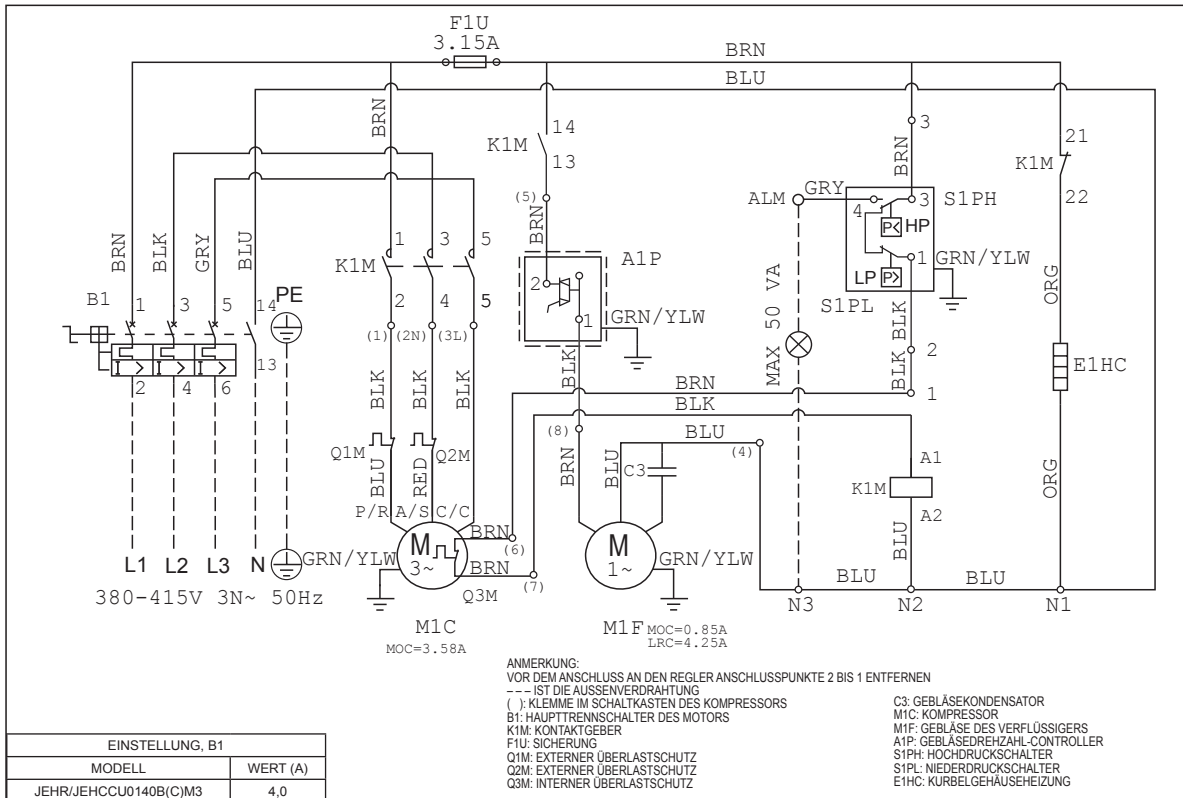 F1U
3.15A
BRN
BLU
BRN
14
K1M
13
(5)
BRN
3
BRN
21
K1M
22
ALM
GRY
4
3
S1PH
P< HP
1
LP P>
GRN/YLW
S1PL
BRN
BLK
GRY
BLU
1
3
5
K1M
2
4
5
(1)
(2N)
(3L)
A1P
2
1
GRN/YLW
MAX 50 VA
BLK
BLK
ORG
B1
1
3
5
14
PE
2
4
6
13
BLK
BLK
BLK
BLK
2
1
BRN
BLK
E1HC
Q1M
Q2M
BLU
RED
(8)
BRN
BLU
C3
BLU
(4)
A1
K1M
A2
BLU
ORG
P/R
A/S
C/C
M
3~
BRN
(6)
BRN
(7)
Q3M
GRN/YLW
M
1~
GRN/YLW
L1
L2
L3
N
380-415V 3N~ 50Hz
BLU
BLU
N3
N2
N1
M1C
MOC=3.58A
M1F
MOC=0.85A
LRC=4.25A
ANMERKUNG:
VOR DEM ANSCHLUSS AN DEN REGLER ANSCHLUSSPUNKTE 2 BIS 1 ENTFERNEN
---- IST DIE AUSSENVERDRAHTUNG
( ): KLEMME IM SCHALTKASTEN DES KOMPRESSORS
B1: HAUPTTRENNSCHALTER DES MOTORS
K1M: KONTAKTGEBER
F1U: SICHERUNG
Q1M: EXTERNER ÜBERLASTSCHUTZ
Q2M: EXTERNER ÜBERLASTSCHUTZ
Q3M: INTERNER ÜBERLASTSCHUTZ
C3: GEBLÄSEKONDENSATOR
M1C: KOMPRESSOR
M1F: GEBLÄSE DES VERFLÜSSIGERS
A1P: GEBLÄSEDREHZAHL-CONTROLLER
S1PH: HOCHDRUCKSCHALTER
S1PL: NIEDERDRUCKSCHALTER
E1HC: KURBELGEHÄUSEHEIZUNG
EINSTELLUNG, B1
MODELL
WERT (A)
JEHR/JEHCCU0140B(C)M3
4,0